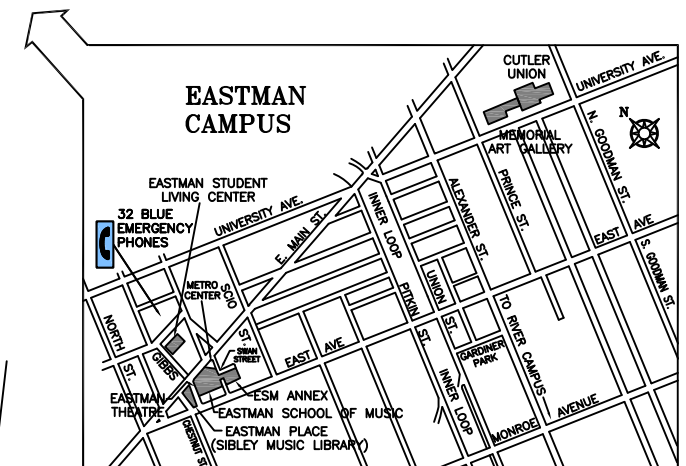 CUTLER
UNION
UNIVERSITY AVE.
EASTMAN
CAMPUS
N
N. GOODMAN ST.
MEMORIAL
ART GALLERY
EASTMAN STUDENT
LIVING CENTER
PRINCE ST.
ALEXANDER ST.
INNER LOOP
UNIVERSITY AVE.
32 BLUE
EMERGENCY
PHONES
E. MAIN ST.
EAST AVE.
S. GOODMAN ST.
METRO
CENTER
SCIO ST.
PITKIN ST.
UNION ST.
TO RIVER CAMPUS
NORTH ST.
GIBBS
SWAN
STREET
EAST AVE
GARDINER
PARK
INNER LOOP
EASTMAN
THEATRE
ESM ANNEX
EASTMAN SCHOOL OF MUSIC
EASTMAN PLACE
(SIBLEY MUSIC LIBRARY)
CHESTNUT ST
MONROE AVENUE